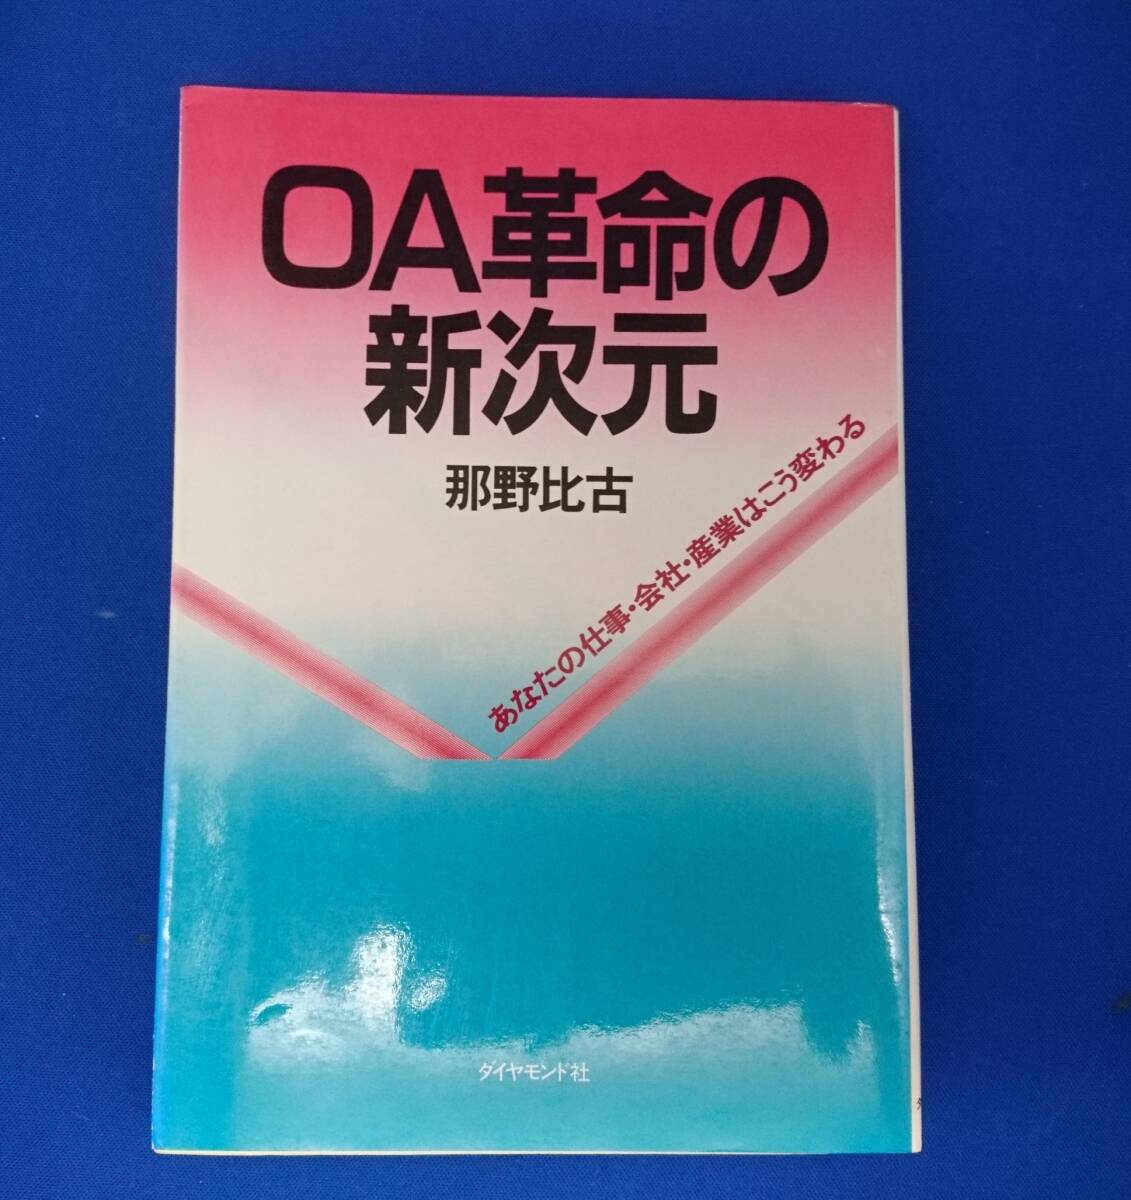 OA革命の
新次元
那野比古
あなたの仕事・会社・産業はこう変わる
ダイヤモンド社